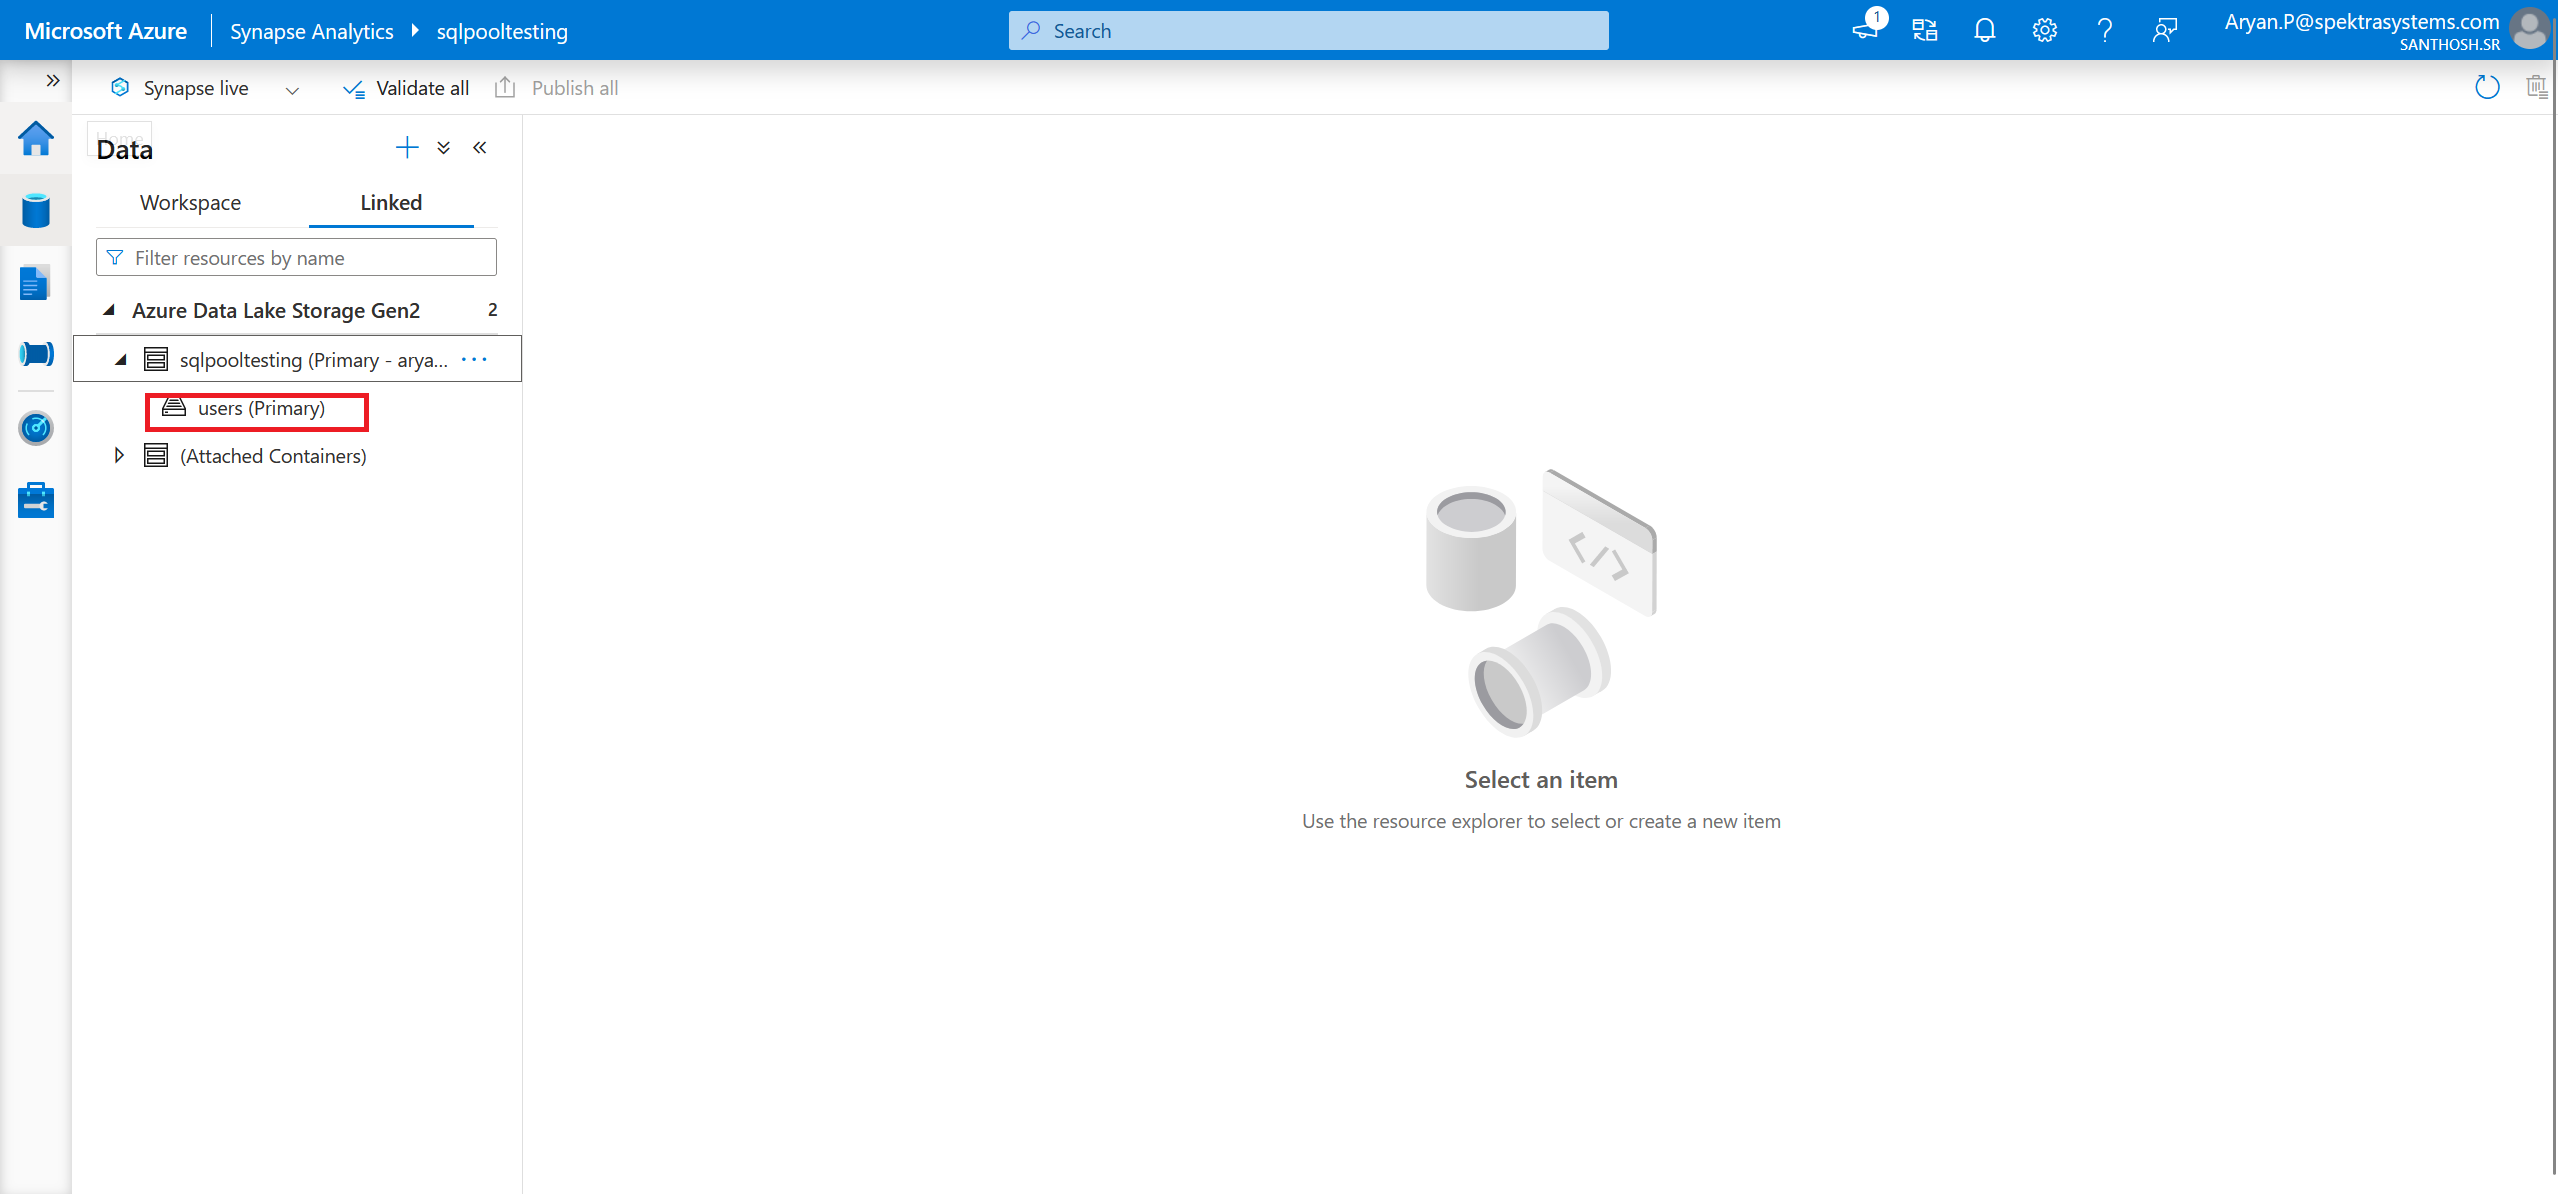 Microsoft Azure
Synapse Analytics
sqlpooltesting
Search
1
Aryan.P@spektrasystems.com
SANTHOSH.SR
Synapse live
Validate all
Publish all
Home
Data
Workspace
Linked
Filter resources by name
Azure Data Lake Storage Gen2
2
sqlpooltesting (Primary - arya...
users (Primary)
(Attached Containers)
Select an item
Use the resource explorer to select or create a new item